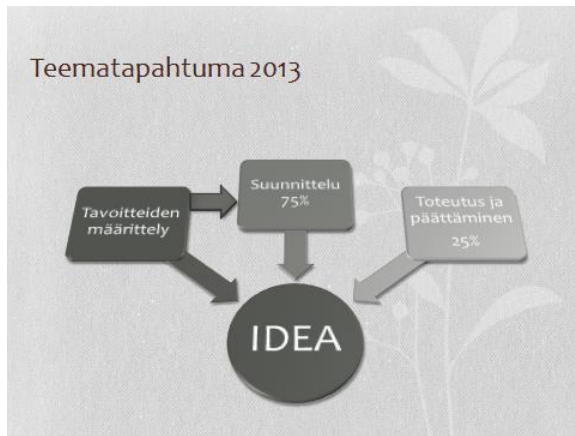 Teematapahtuma 2013
Tavoitteiden
määrittely
Suunnittelu
75%
Toteutus ja
päättäminen
25%
IDEA